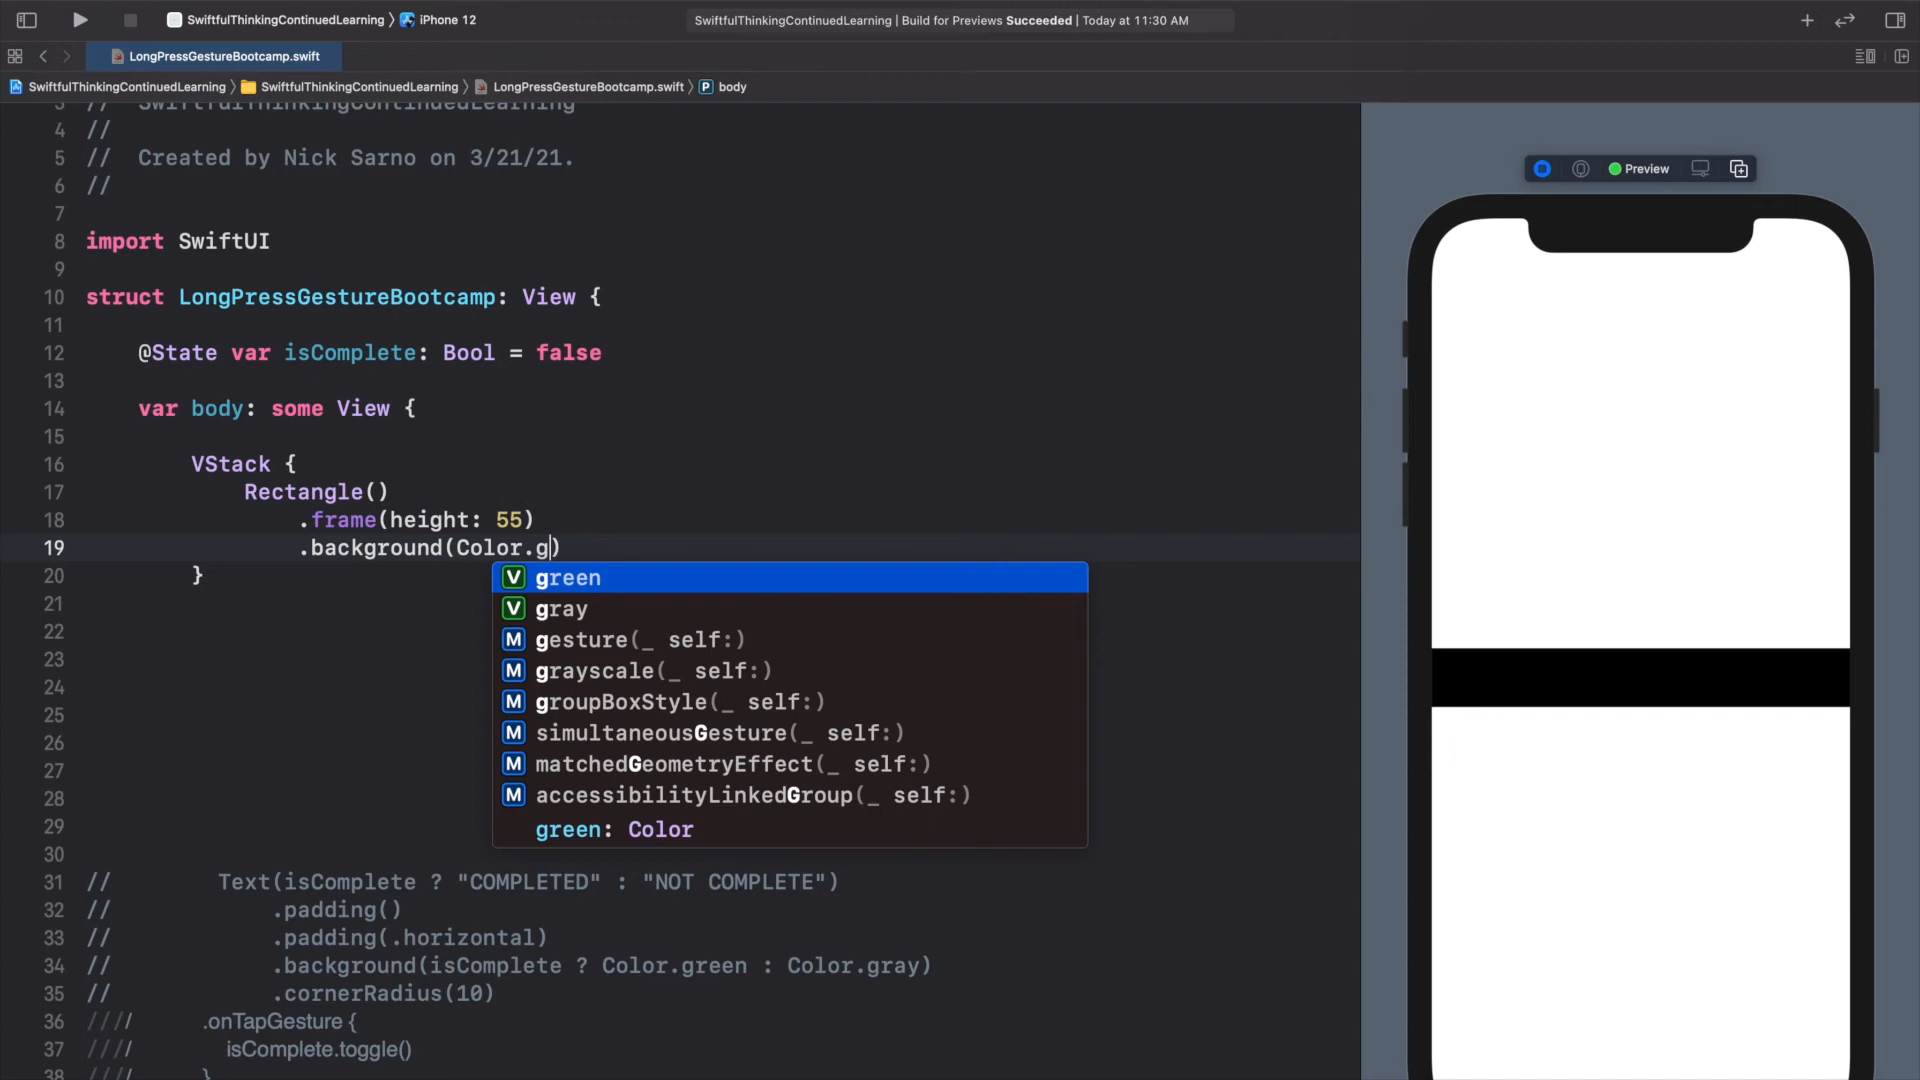 SwiftfulThinkingContinuedLearning 〉 iPhone 12
SwiftfulThinkingContinuedLearning | Build for Previews Succeeded | Today at 11:30 AM
LongPressGestureBootcamp.swift
SwiftfulThinkingContinuedLearning 〉 SwiftfulThinkingContinuedLearning 〉 LongPressGestureBootcamp.swift 〉 P body
3 // SwiftfulThinkingContinuedLearning
4 //
5 // Created by Nick Sarno on 3/21/21.
6 //
7
8 import SwiftUI
9
10 struct LongPressGestureBootcamp: View {
11
12 @State var isComplete: Bool = false
13
14 var body: some View {
15
16 VStack {
17 Rectangle()
18 .frame(height: 55)
19 .background(Color.g)
20 }
V green
21
V gray
22
M gesture(_ self:)
23
M grayscale(_ self:)
24
M groupBoxStyle(_ self:)
25
M simultaneousGesture(_ self:)
26
M matchedGeometryEffect(_ self:)
27
M accessibilityLinkedGroup(_ self:)
28
29 green: Color
30
31 // Text(isComplete ? "COMPLETED" : "NOT COMPLETE")
32 // .padding()
33 // .padding(.horizontal)
34 // .background(isComplete ? Color.green : Color.gray)
35 // .cornerRadius(10)
36 //// .onTapGesture {
37 //// isComplete.toggle()
38 //// }
Preview